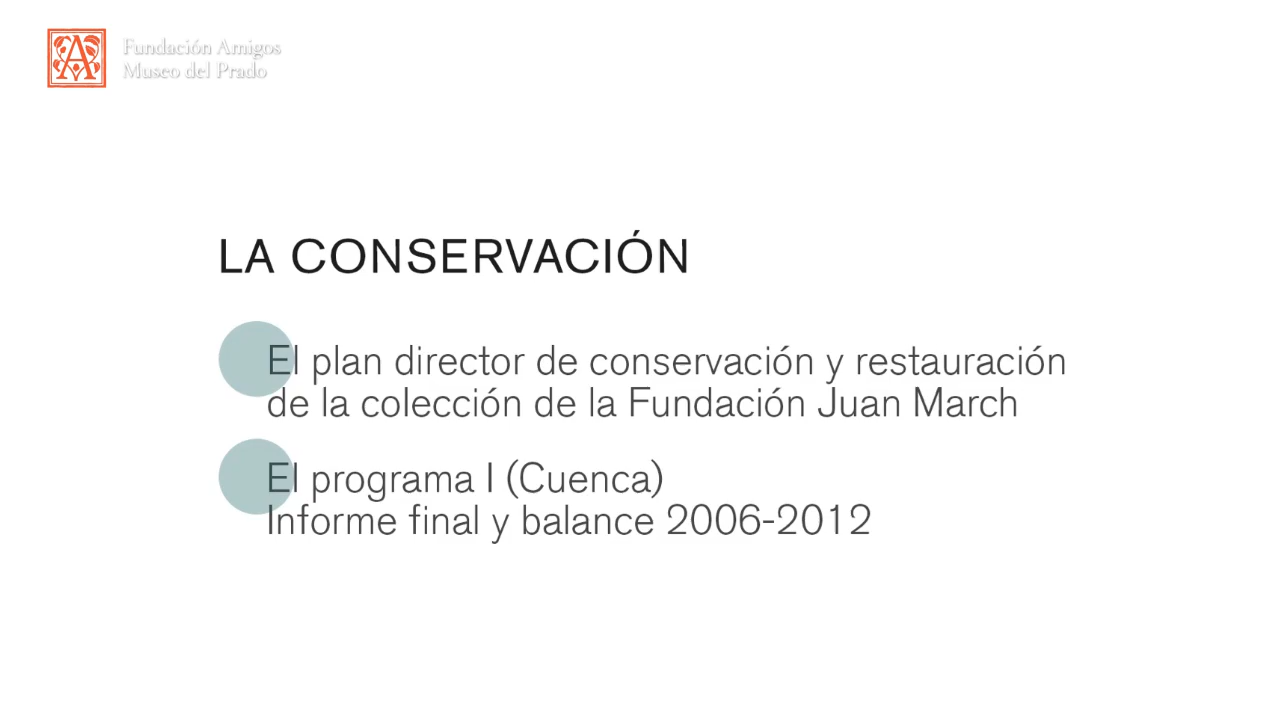 Fundación Amigos
Museo del Prado
LA CONSERVACIÓN
El plan director de conservación y restauración
de la colección de la Fundación Juan March
El programa I (Cuenca)
Informe final y balance 2006-2012